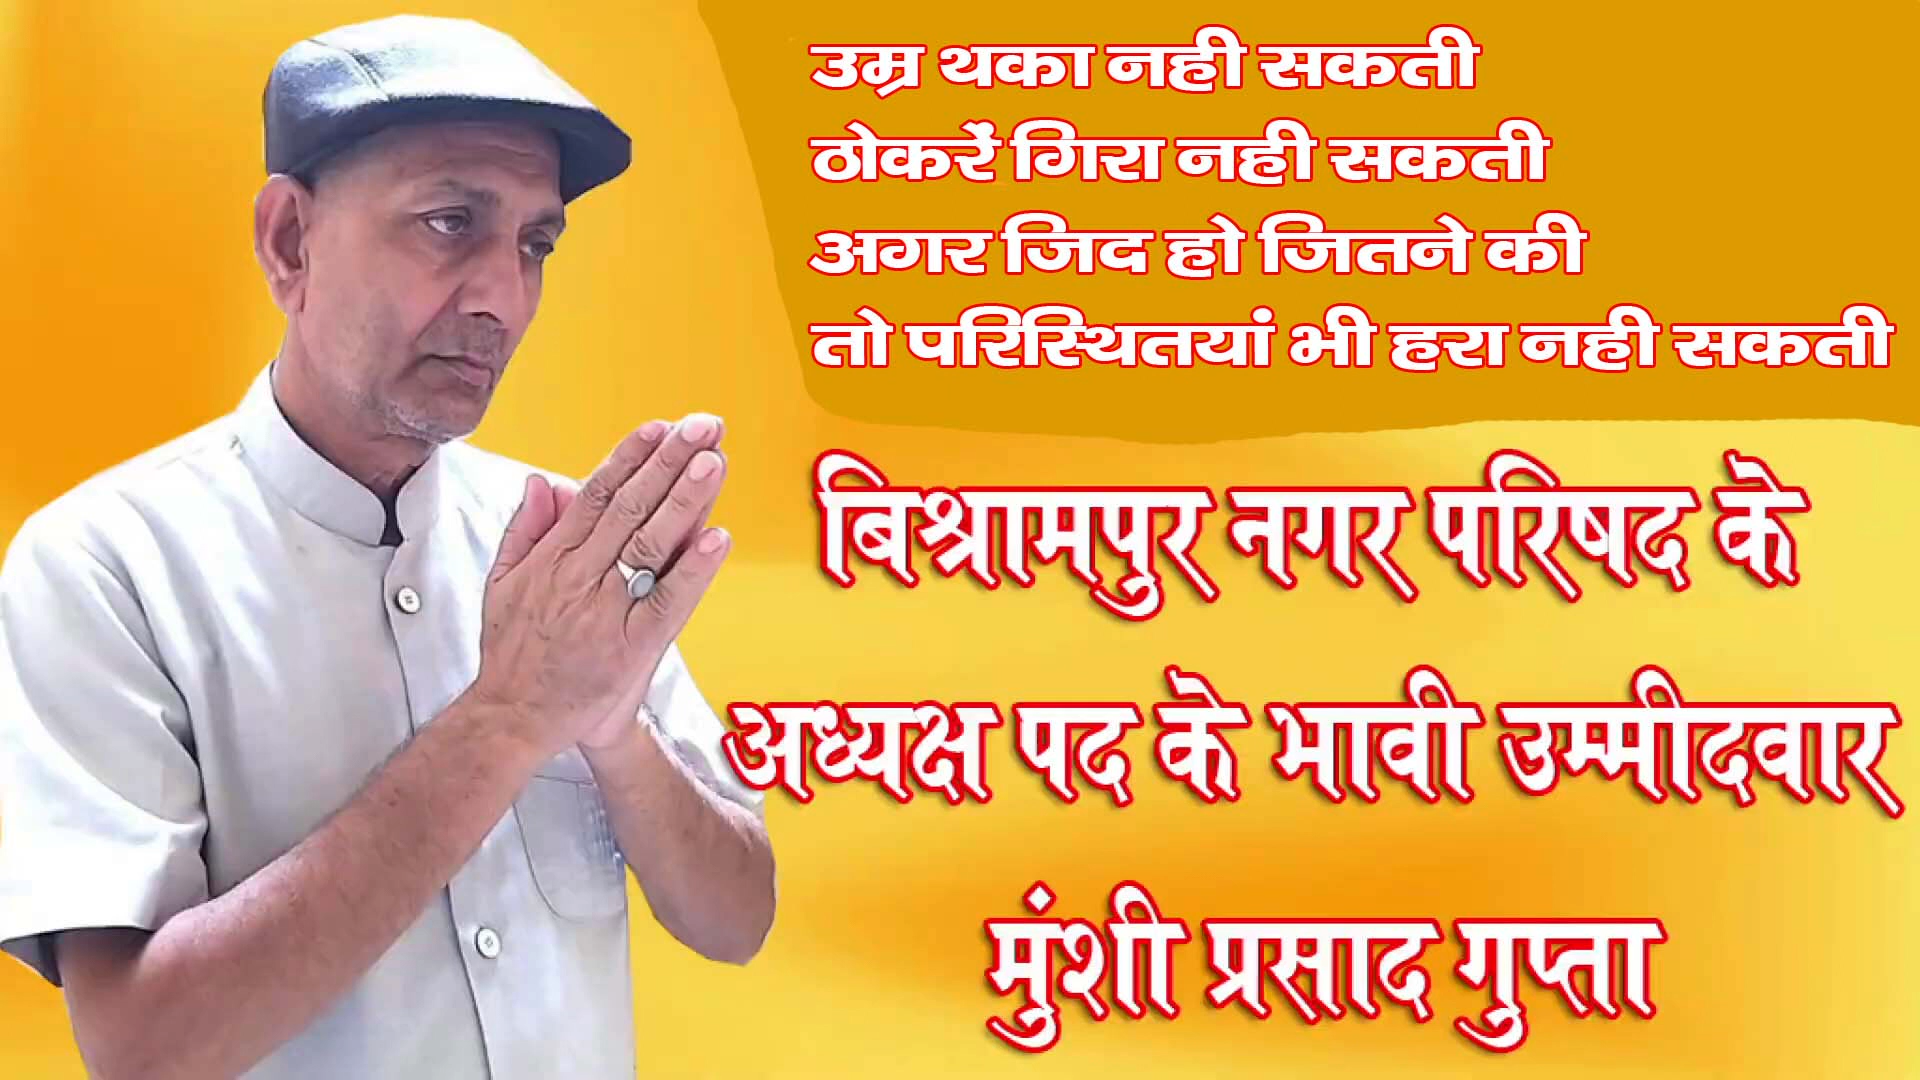 उम्र थका नही सकती
ठोकरें गिरा नही सकती
अगर जिद हो जितने की
तो परिस्थितयां भी हरा नही सकती
बिश्रामपुर नगर परिषद के
अध्यक्ष पद के भावी उम्मीदवार
मुंशी प्रसाद गुप्ता